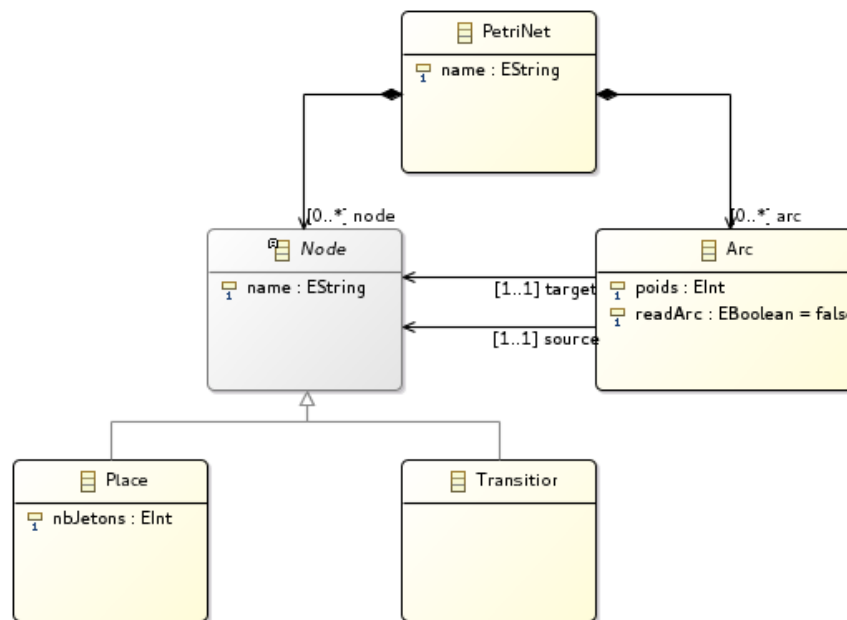 PetriNet
name : EString
[0..*] node
[0..*] arc
Node
name : EString
Arc
poids : EInt
readArc : EBoolean = false
[1..1] target
[1..1] source
Place
nbJetons : EInt
Transition